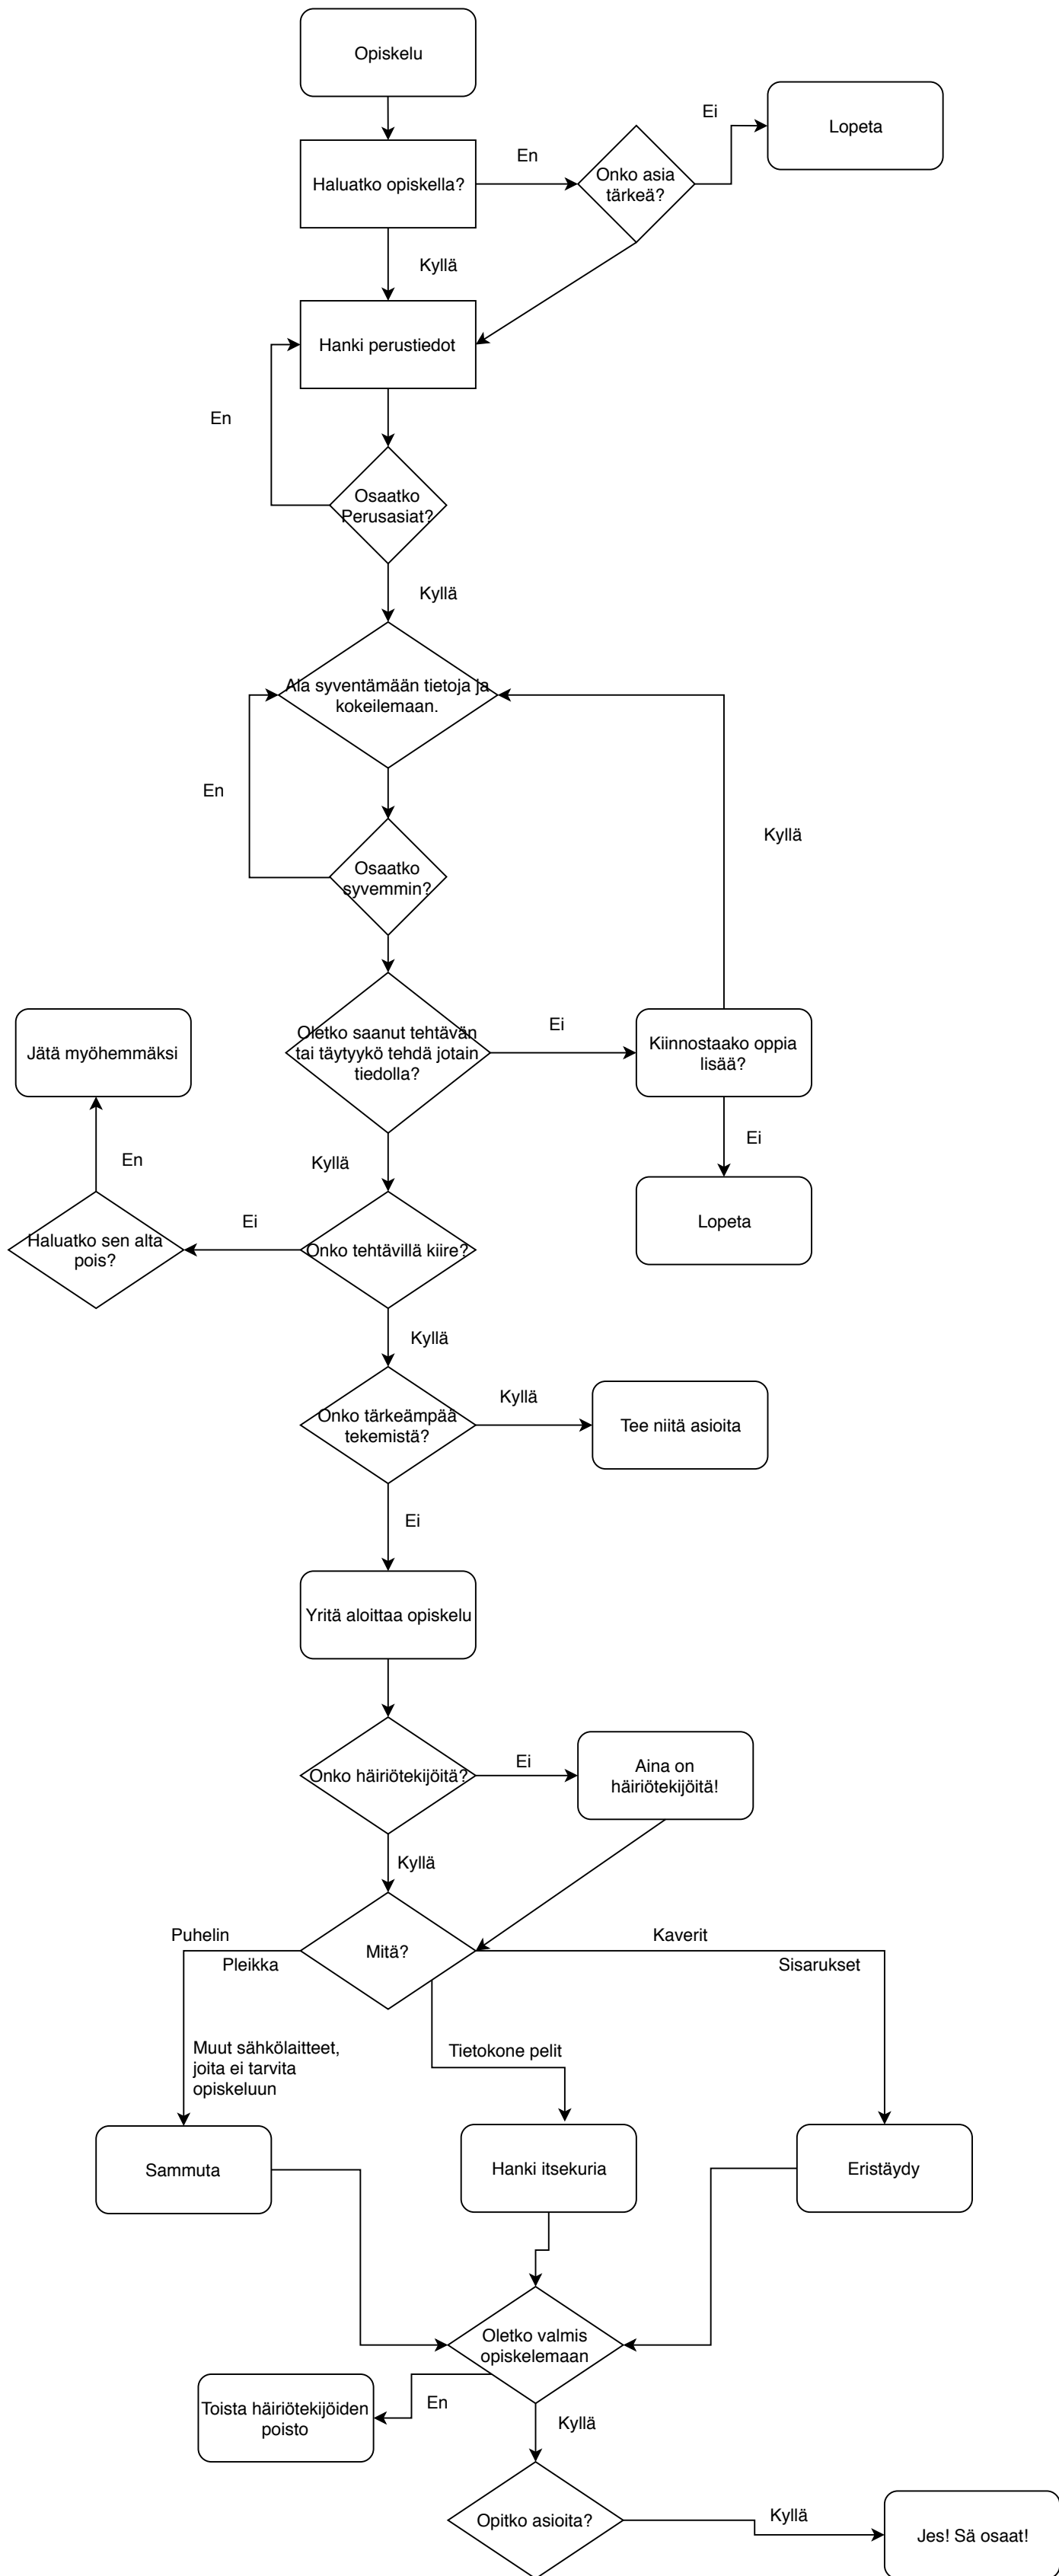 Opiskelu
Ei
Lopeta
Haluatko opiskella?
En
Onko asia
tärkeä?
Kyllä
Hanki perustiedot
En
Osaatko
Perusasiat?
Kyllä
Ala syventämään tietoja ja
kokeilemaan.
En
Kyllä
Osaatko
syvemmin?
Jätä myöhemmäksi
Oletko saanut tehtävän
tai täytyykö tehdä jotain
tiedolla?
Ei
Kiinnostaako oppia
lisää?
En
Kyllä
Ei
Lopeta
Haluatko sen alta
pois?
Ei
Onko tehtävillä kiire?
Kyllä
Onko tärkeämpää
tekemistä?
Kyllä
Tee niitä asioita
Ei
Yritä aloittaa opiskelu
Onko häiriötekijöitä?
Ei
Aina on
häiriötekijöitä!
Kyllä
Mitä?
Puhelin
Pleikka
Kaverit
Sisarukset
Muut sähkölaitteet,
joita ei tarvita
opiskeluun
Tietokone pelit
Sammuta
Hanki itsekuria
Eristäydy
Oletko valmis
opiskelemaan
En
Toista häiriötekijöiden
poisto
Kyllä
Opitko asioita?
Kyllä
Jes! Sä osaat!